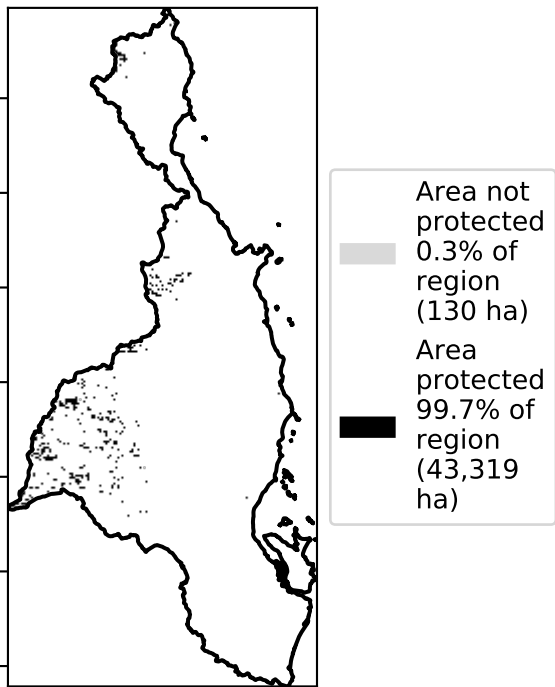 Area not
protected
0.3% of
region
(130 ha)
Area
protected
99.7% of
region
(43,319
ha)